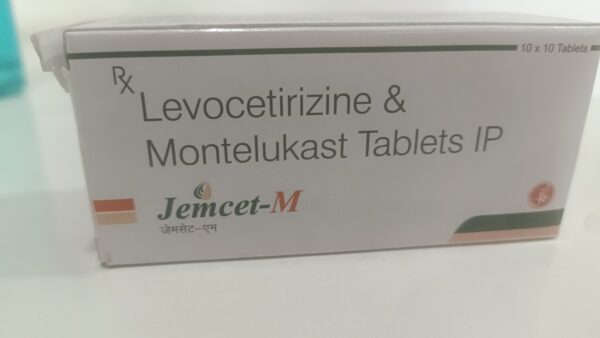 10 x 10 Tablets
Rx
Levocetirizine &
Montelukast Tablets IP
Jemcet-M
जेमसेट-एम